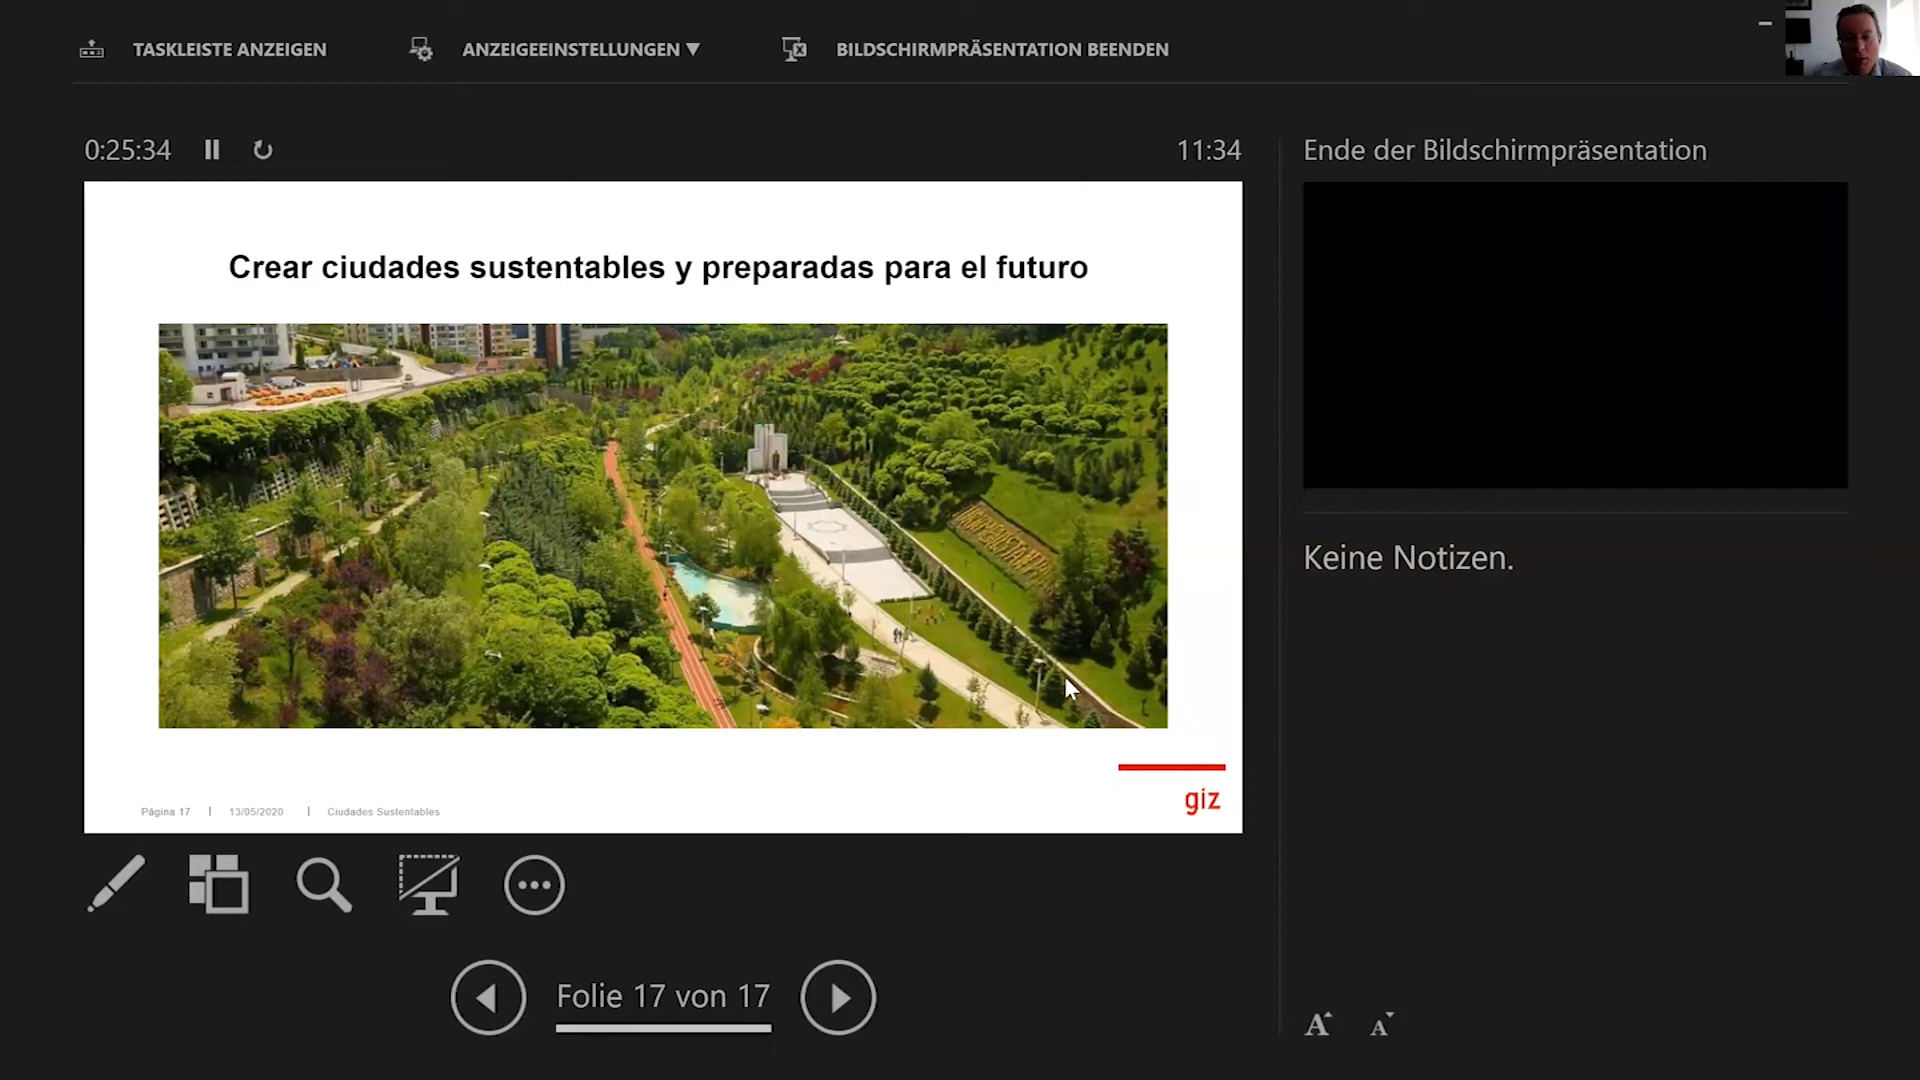 TASKLEISTE ANZEIGEN
ANZEIGEEINSTELLUNGEN ▼
BILDSCHIRMPRÄSENTATION BEENDEN
0:25:34
11:34
Crear ciudades sustentables y preparadas para el futuro
giz
Página 17 | 13/05/2020 | Ciudades Sustentables
Folie 17 von 17
Ende der Bildschirmpräsentation
Keine Notizen.
A A